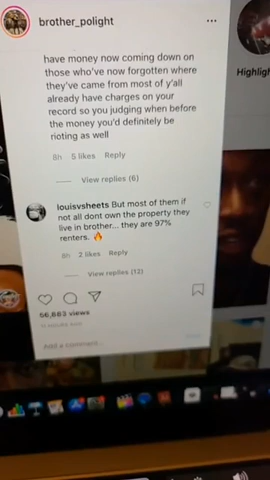 brother_polight
...
have money now coming down on
those who've now forgotten where
they've came from most of y'all
already have charges on your
record so you judging when before
the money you'd definitely be
rioting as well
8h 5 likes Reply
View replies (6)
louisvsheets But most of them if
not all dont own the property they
live in brother... they are 97%
renters. 🔥
8h 2 likes Reply
View replies (12)
56,883 views
Add a comment...
Highligh